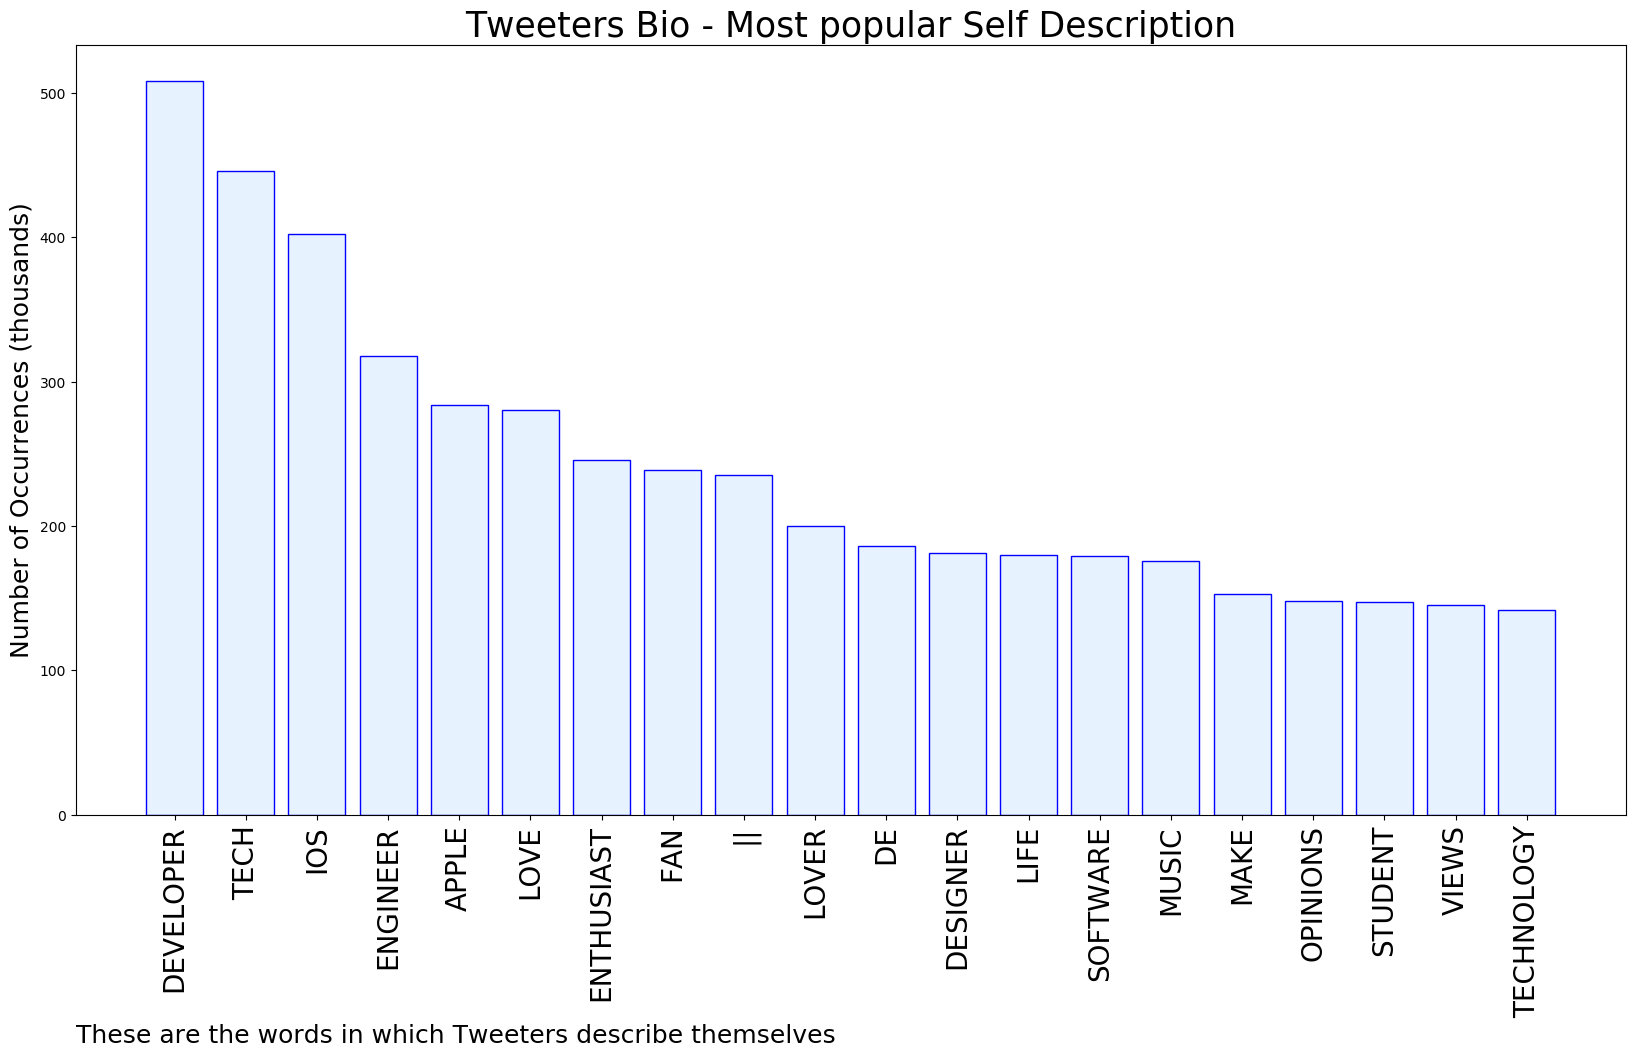 Tweeters Bio - Most popular Self Description
Number of Occurrences (thousands)
500
400
300
200
100
0
DEVELOPER
TECH
IOS
ENGINEER
APPLE
LOVE
ENTHUSIAST
FAN
||
LOVER
DE
DESIGNER
LIFE
SOFTWARE
MUSIC
MAKE
OPINIONS
STUDENT
VIEWS
TECHNOLOGY
These are the words in which Tweeters describe themselves